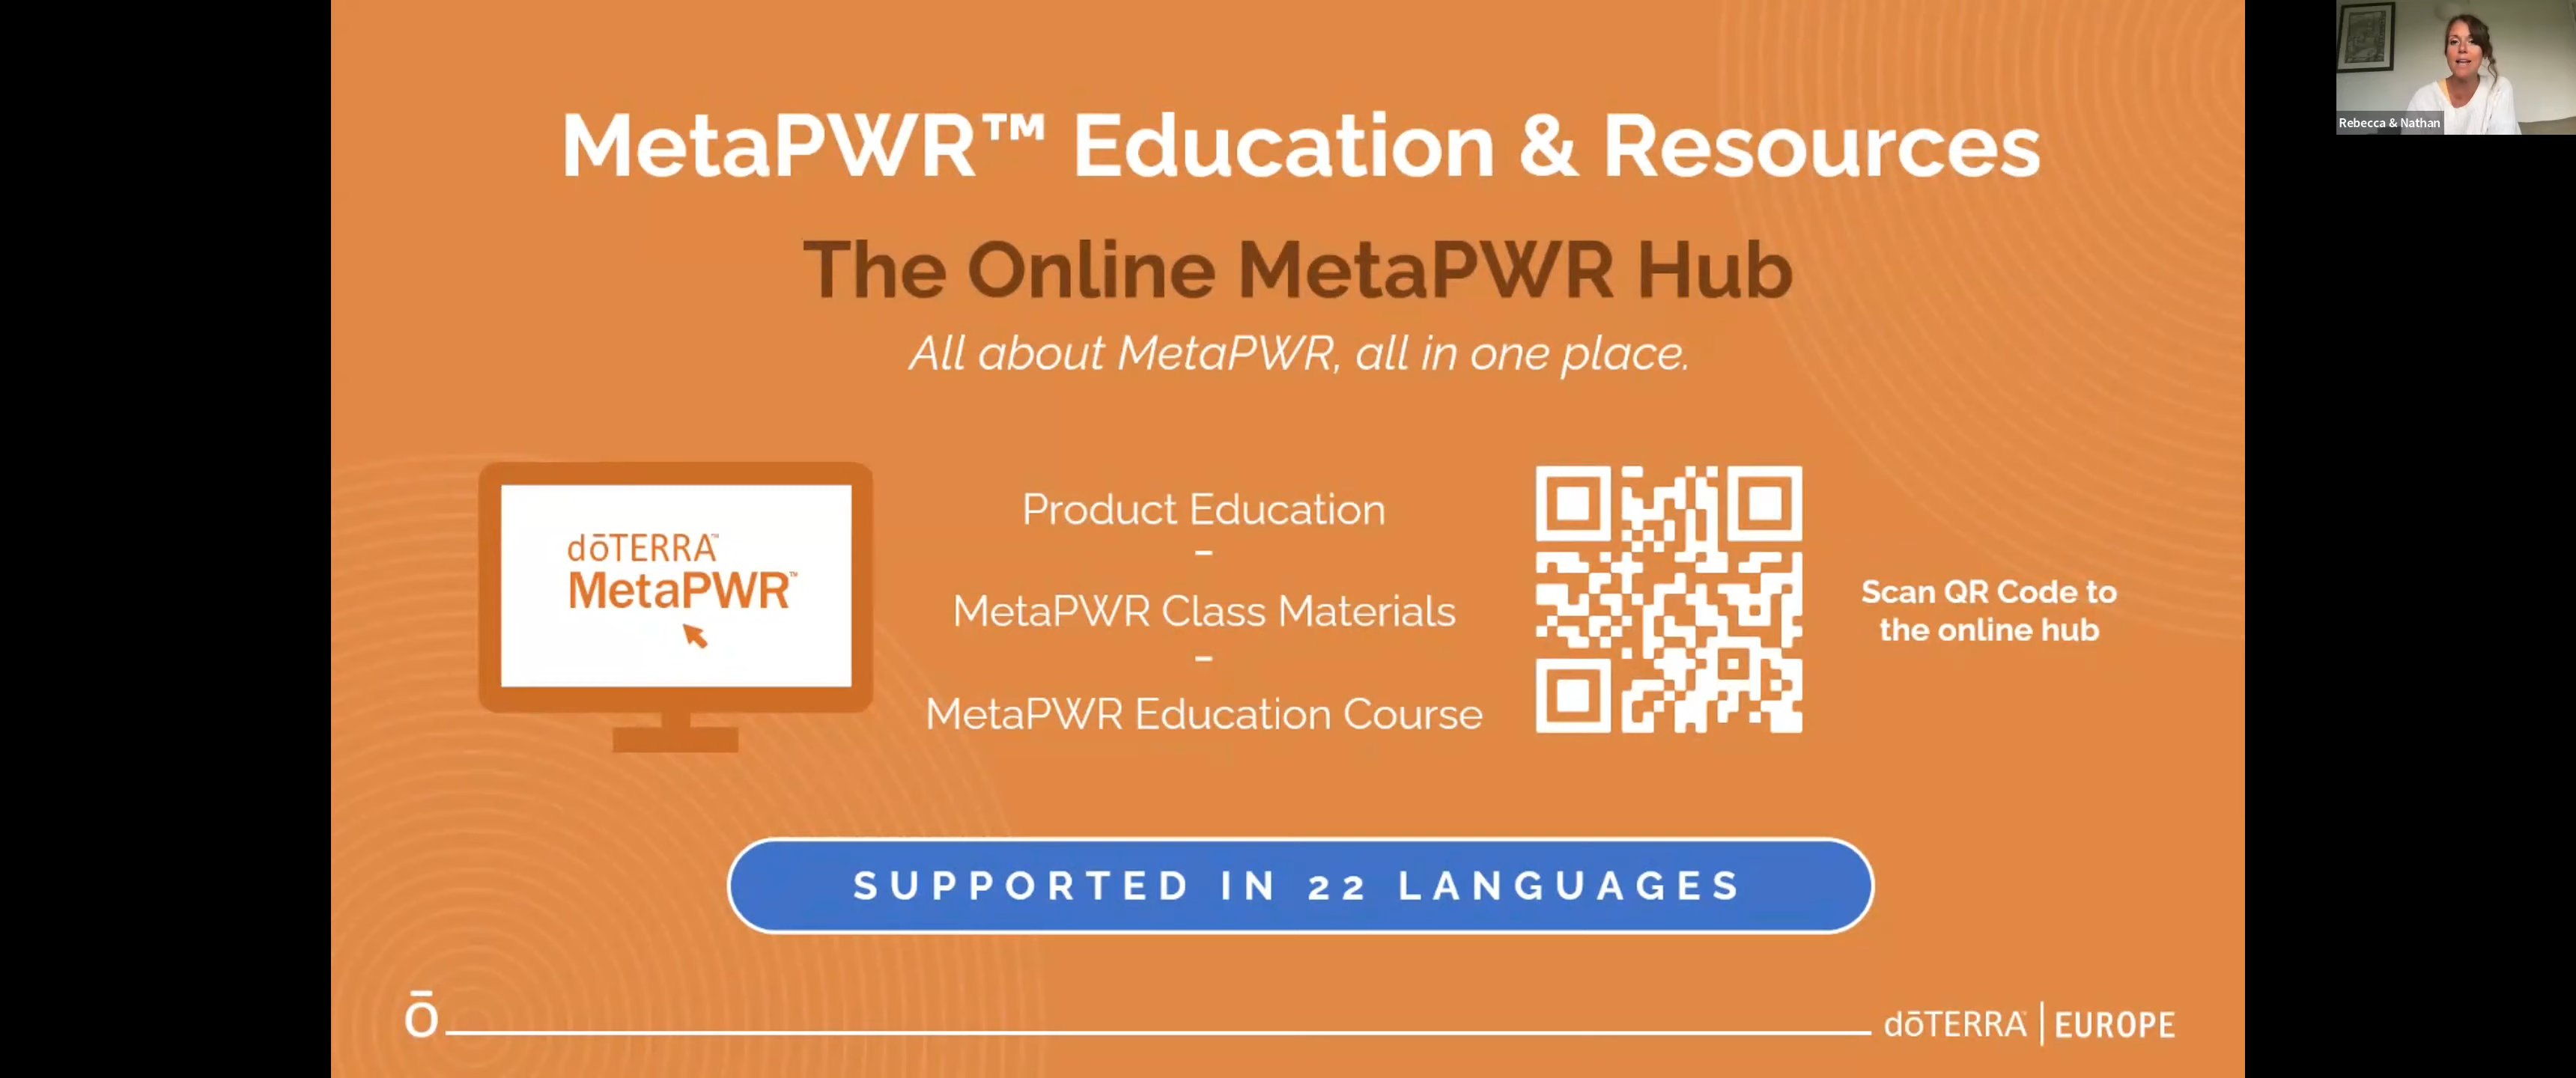 MetaPWR™ Education & Resources
The Online MetaPWR Hub
All about MetaPWR, all in one place.
dōTERRA™
MetaPWR™
Product Education
–
MetaPWR Class Materials
–
MetaPWR Education Course
Scan QR Code to
the online hub
SUPPORTED IN 22 LANGUAGES
ō
dōTERRA™ | EUROPE
Rebecca & Nathan